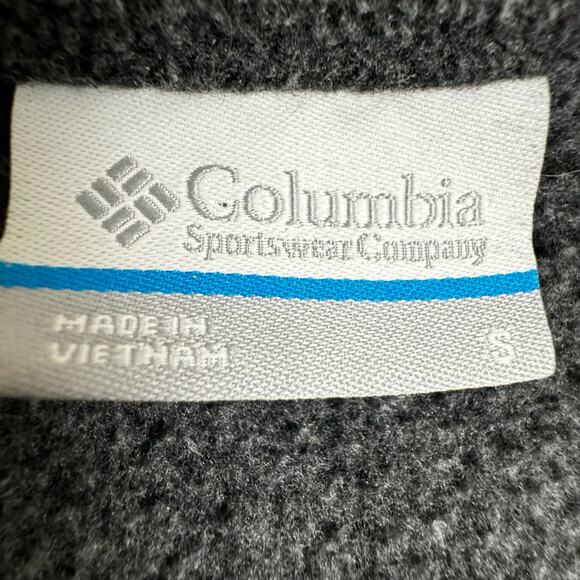 Columbia
Sportswear Company
MADE IN
VIETNAM
S